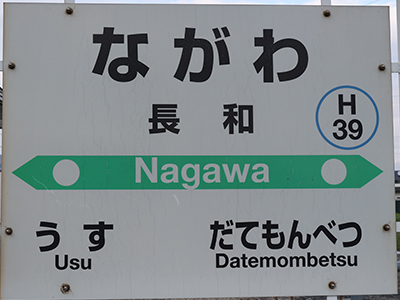 ながわ
長和
H
39
Nagawa
うす
Usu
だてもんべつ
Datemombetsu